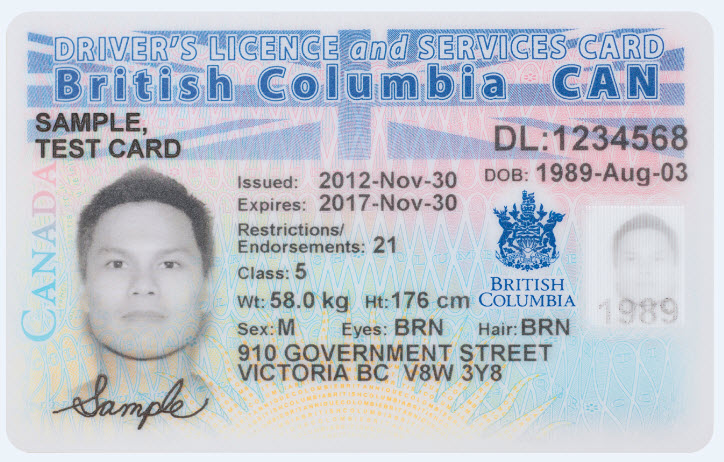 DRIVER'S LICENCE and SERVICES CARD
British Columbia CAN
SAMPLE,
TEST CARD
DL:1234568
DOB: 1989-Aug-03
Issued: 2012-Nov-30
Expires: 2017-Nov-30
Restrictions/
Endorsements: 21
Class: 5
Wt: 58.0 kg Ht: 176 cm
Sex: M Eyes: BRN Hair: BRN
910 GOVERNMENT STREET
VICTORIA BC V8W 3Y8
CANADA
BRITISH
COLUMBIA
1989
Sample